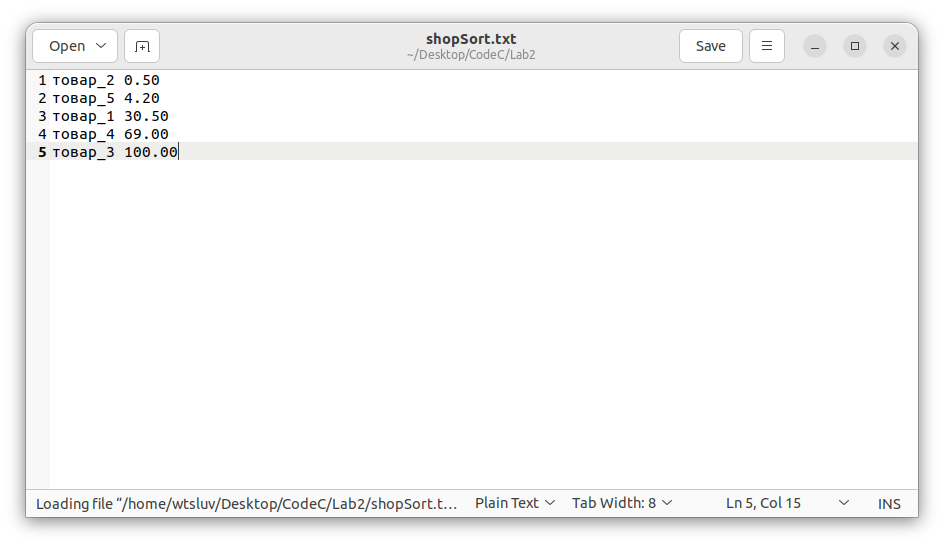 Open
shopSort.txt
~/Desktop/CodeC/Lab2
Save
1 товар_2 0.50
2 товар_5 4.20
3 товар_1 30.50
4 товар_4 69.00
5 товар_3 100.00
Loading file “/home/wtsluv/Desktop/CodeC/Lab2/shopSort.t… Plain Text Tab Width: 8 Ln 5, Col 15 INS